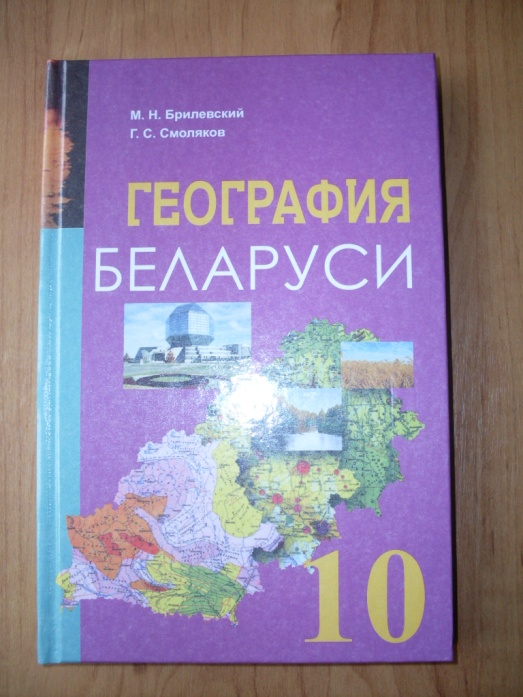 М. Н. Брилевский
Г. С. Смоляков
ГЕОГРАФИЯ
БЕЛАРУСИ
10